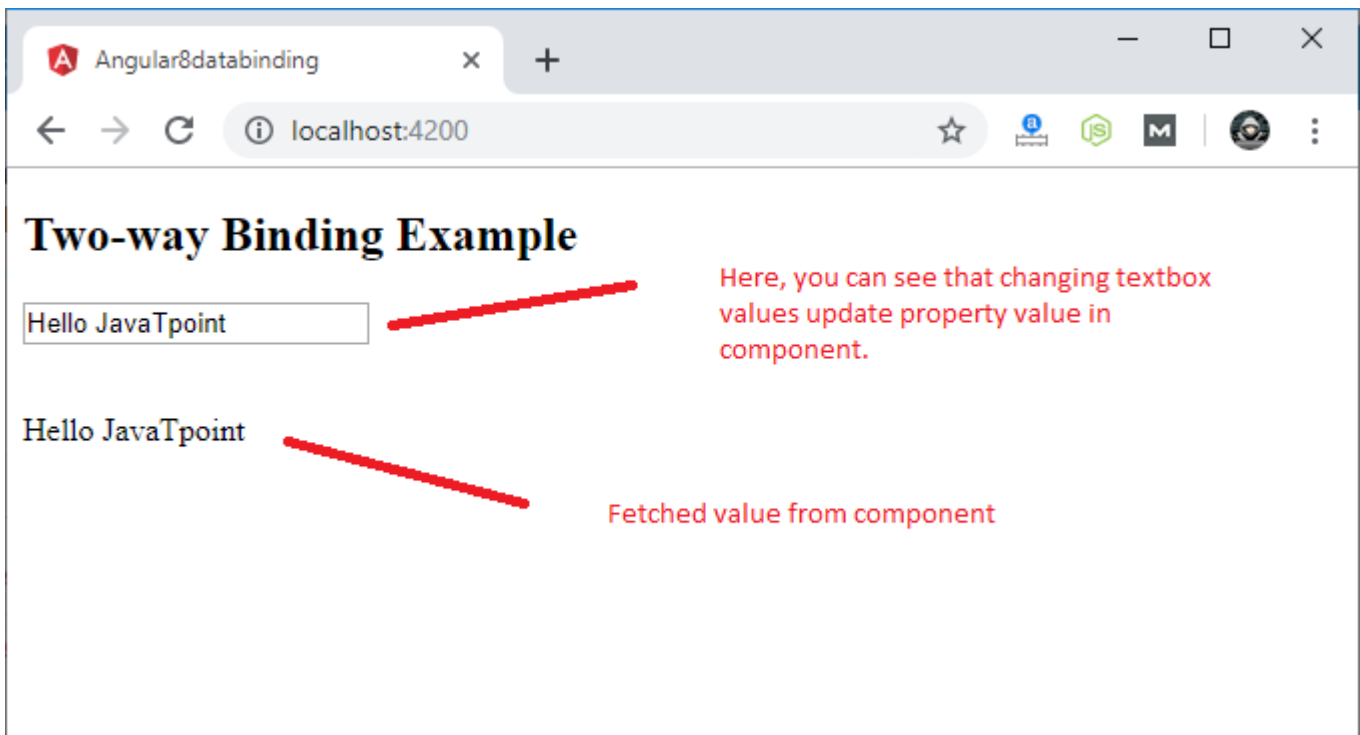 Angular8databinding
localhost:4200
Two-way Binding Example
Here, you can see that changing textbox
Hello JavaTpoint
values update property value in
component.
Hello JavaTpoint
Fetched value from component